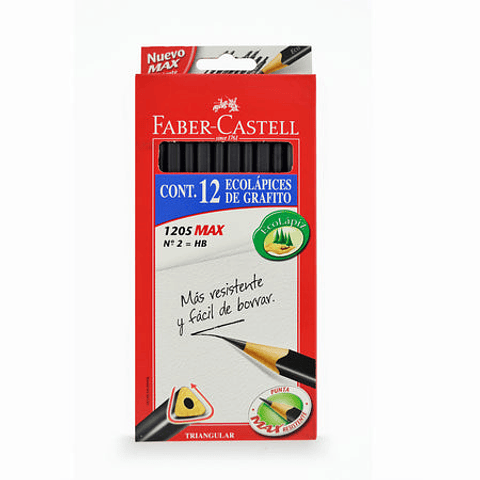 Nuevo
MAX
FABER-CASTELL
since 1761
CONT. 12 ECOLÁPICES
DE GRAFITO
1205 MAX
Nº 2 = HB
EcoLápiz
Más resistente
y fácil de borrar.
PUNTA
MAX
RESISTENTE
TRIANGULAR